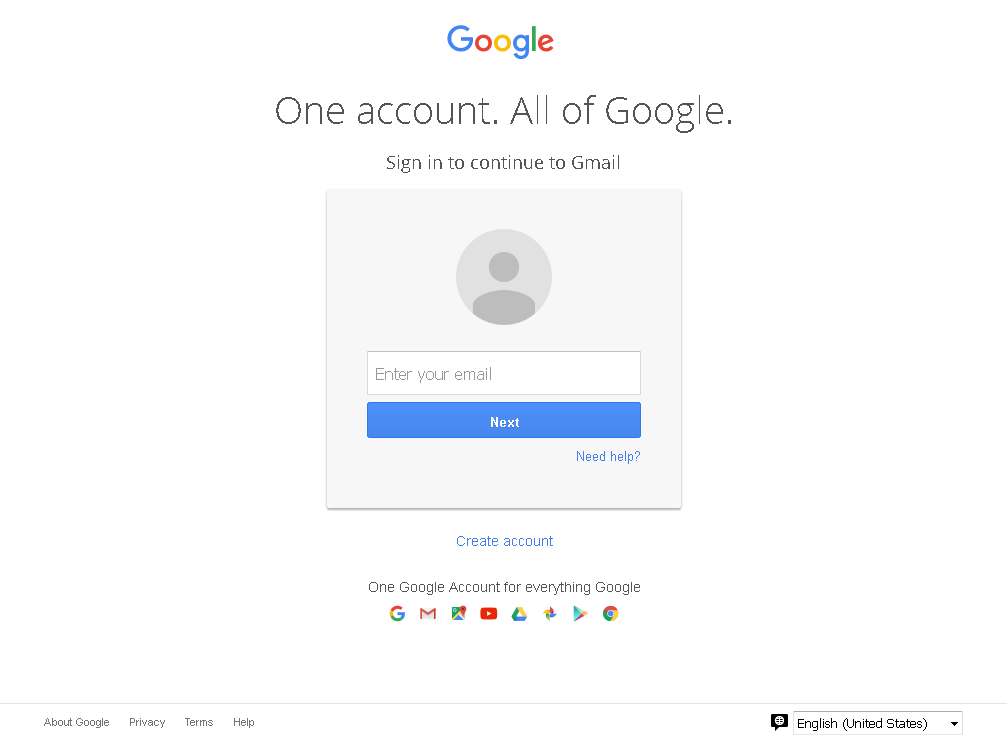 Google
One account. All of Google.
Sign in to continue to Gmail
Enter your email
Next
Need help?
Create account
One Google Account for everything Google
About Google Privacy Terms Help English (United States)